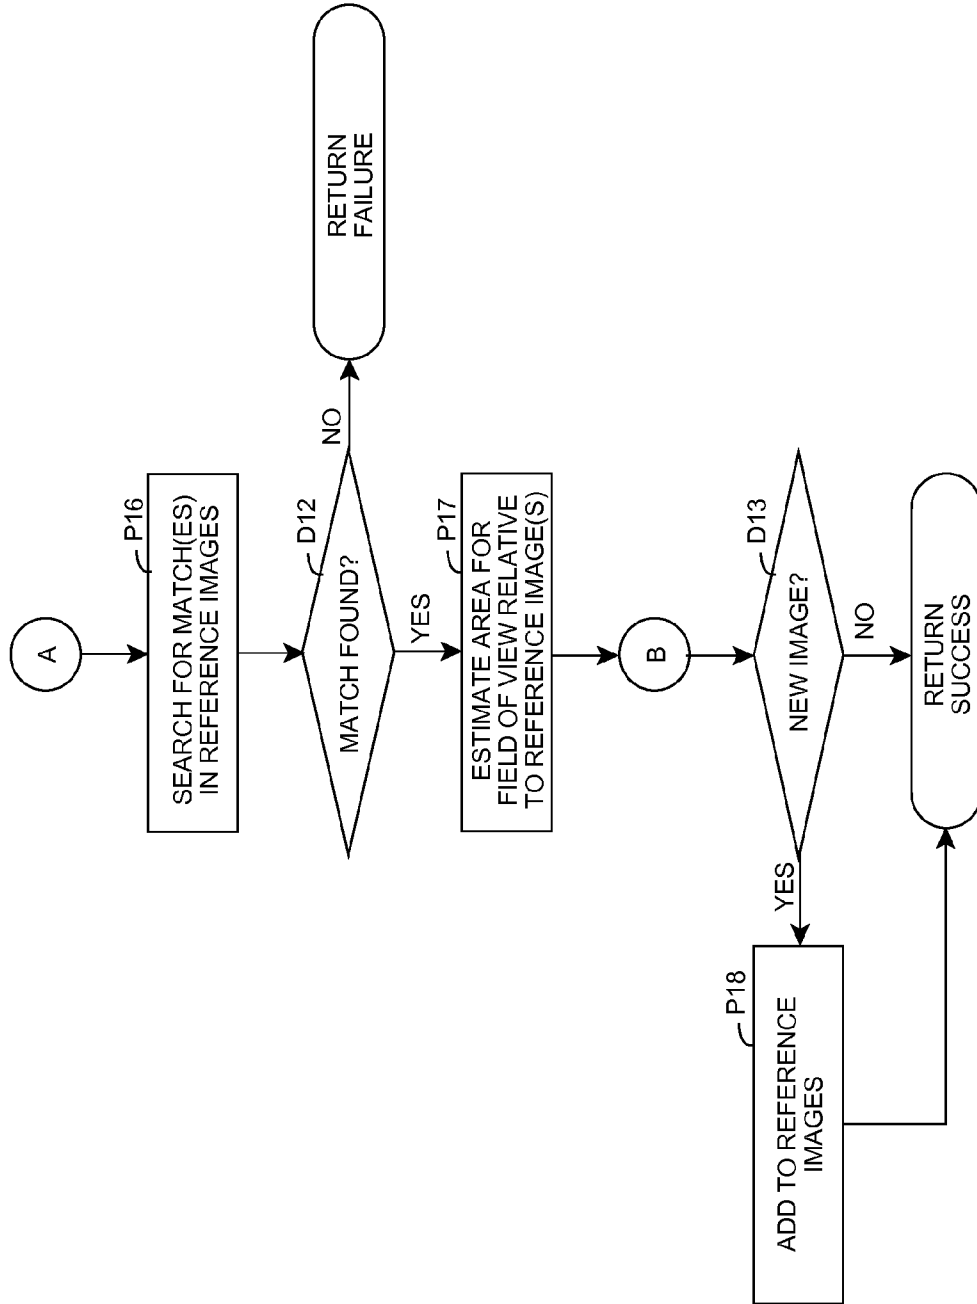 A
P16
SEARCH FOR MATCH(ES)
IN REFERENCE IMAGES
D12
MATCH FOUND?
NO
RETURN
FAILURE
YES
P17
ESTIMATE AREA FOR
FIELD OF VIEW RELATIVE
TO REFERENCE IMAGE(S)
B
D13
NEW IMAGE?
YES
P18
ADD TO REFERENCE
IMAGES
NO
RETURN
SUCCESS